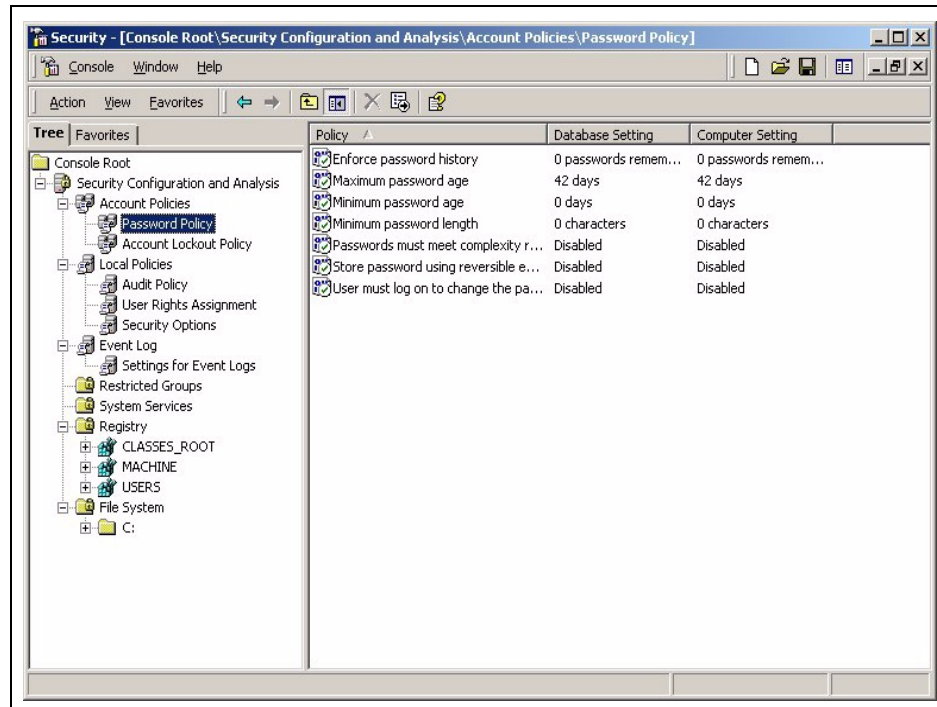 Security - [Console Root\Security Configuration and Analysis\Account Policies\Password Policy]
Console Window Help
Action View Favorites
Tree Favorites
Policy Database Setting Computer Setting
Console Root
Security Configuration and Analysis
Account Policies
Password Policy
Account Lockout Policy
Local Policies
Audit Policy
User Rights Assignment
Security Options
Event Log
Settings for Event Logs
Restricted Groups
System Services
Registry
CLASSES_ROOT
MACHINE
USERS
File System
C:
Enforce password history 0 passwords remem... 0 passwords remem...
Maximum password age 42 days 42 days
Minimum password age 0 days 0 days
Minimum password length 0 characters 0 characters
Passwords must meet complexity r... Disabled Disabled
Store password using reversible e... Disabled Disabled
User must log on to change the pa... Disabled Disabled